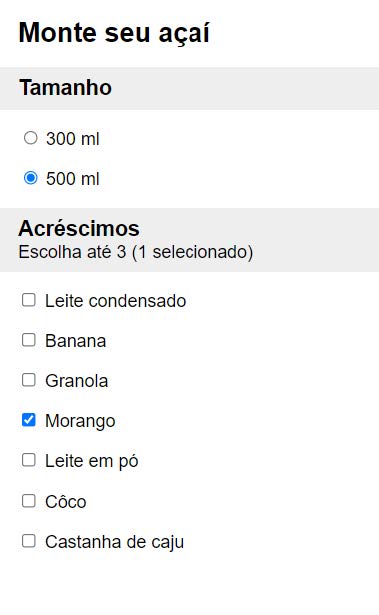 Monte seu açaí
Tamanho
300 ml
500 ml
Acréscimos
Escolha até 3 (1 selecionado)
Leite condensado
Banana
Granola
Morango
Leite em pó
Côco
Castanha de caju